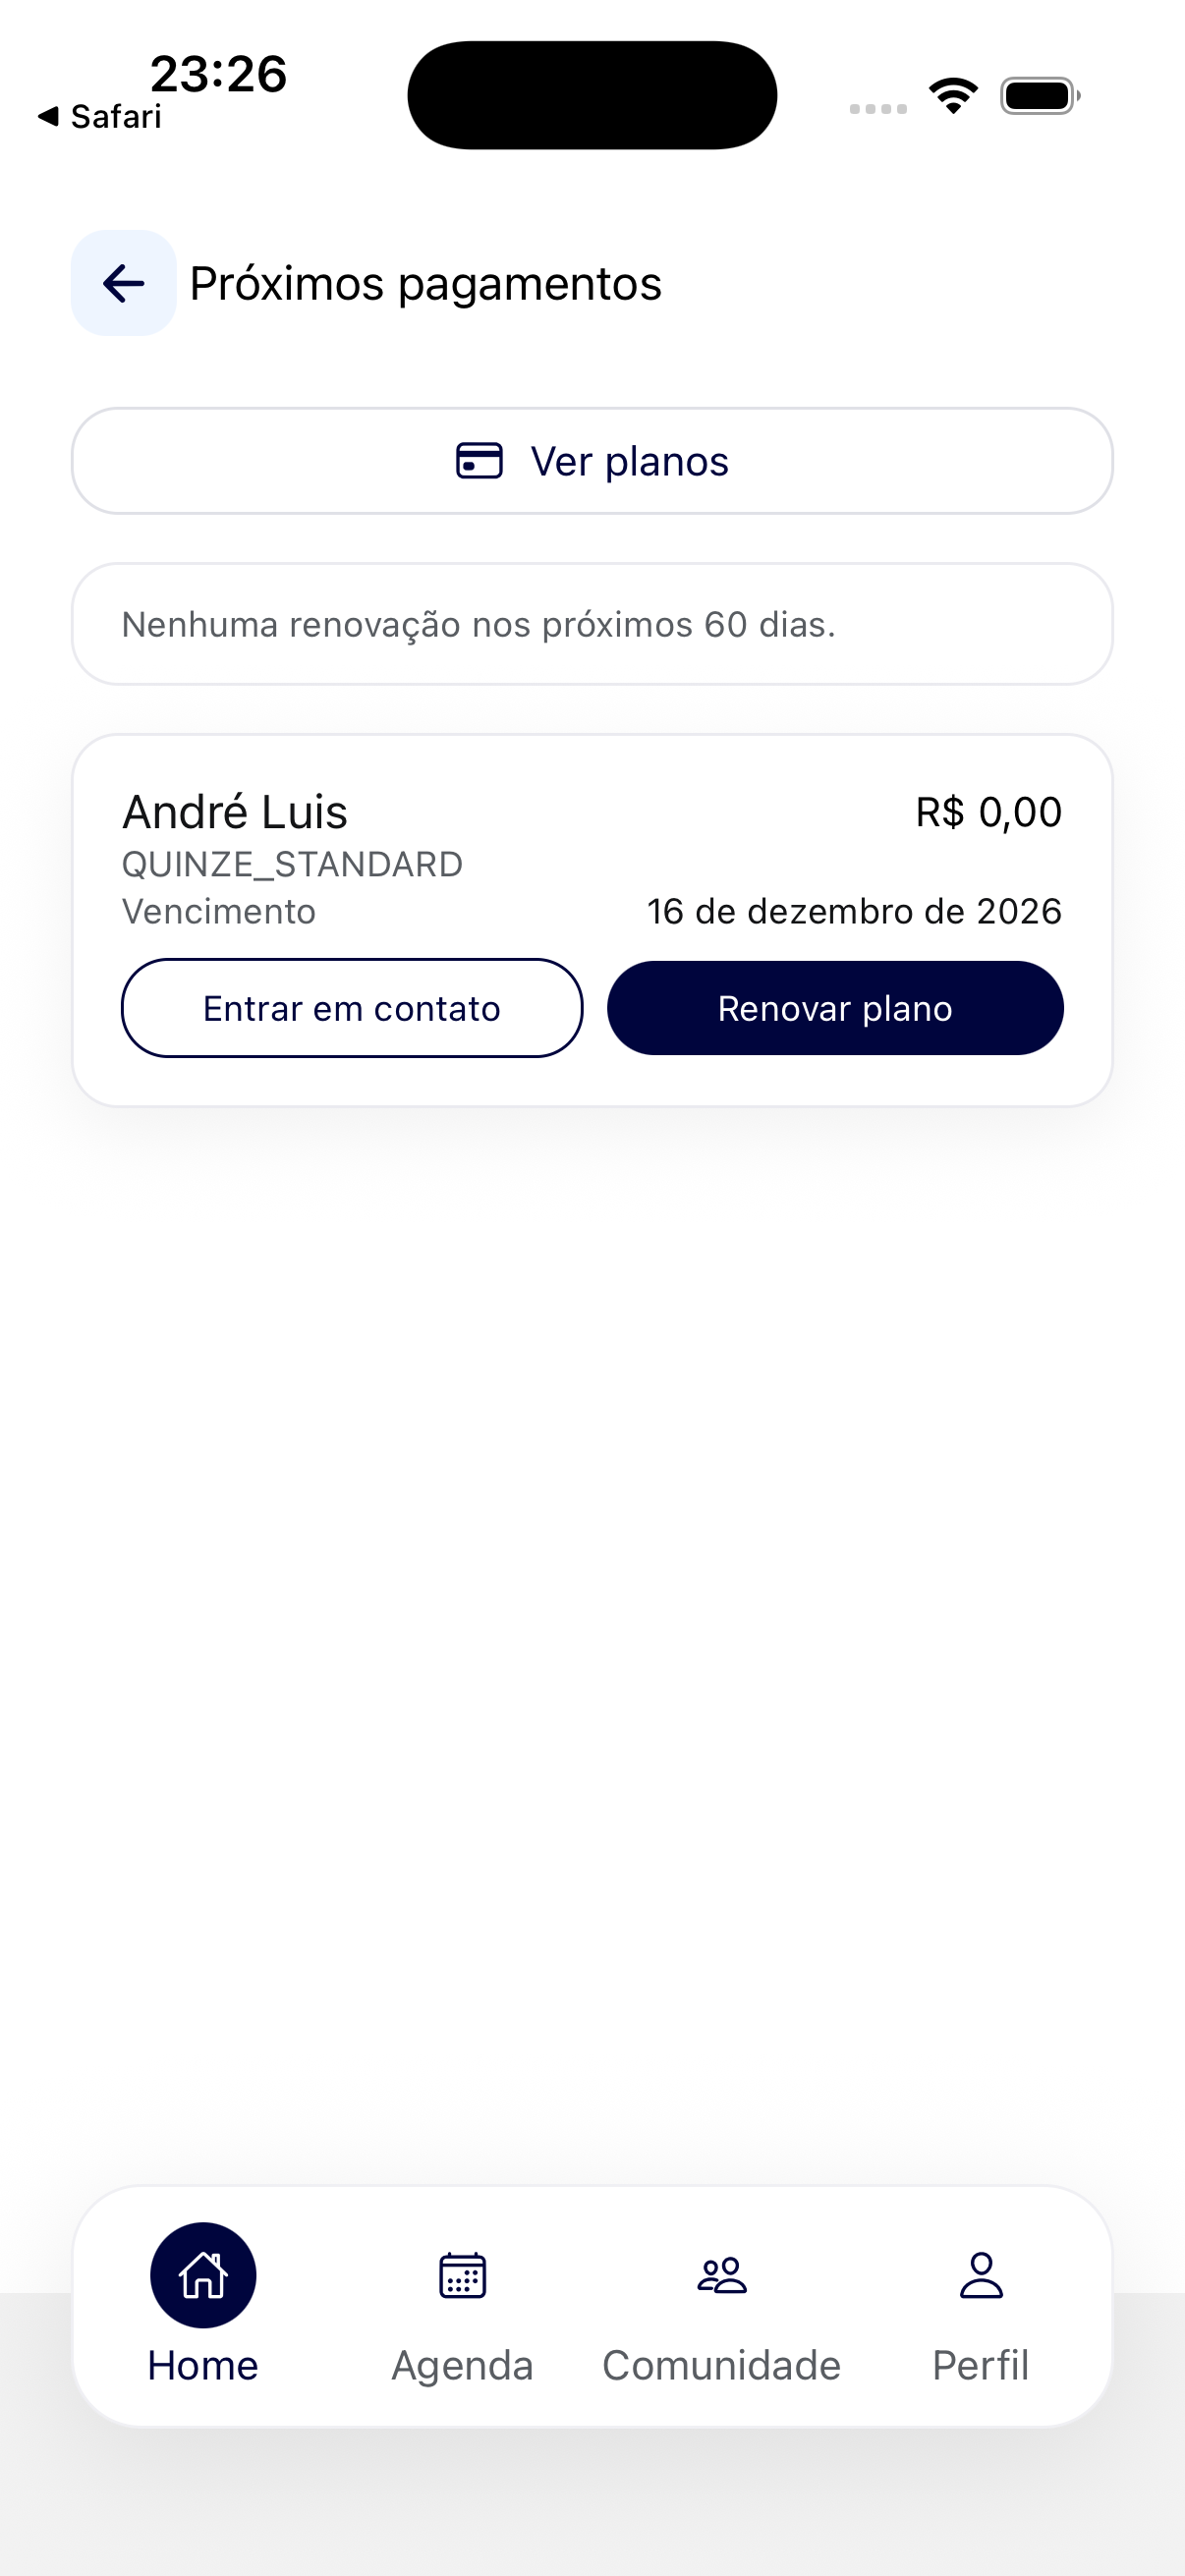 23:26
◀ Safari
Próximos pagamentos
Ver planos
Nenhuma renovação nos próximos 60 dias.
André Luis R$ 0,00
QUINZE_STANDARD
Vencimento 16 de dezembro de 2026
Entrar em contato Renovar plano
Home Agenda Comunidade Perfil